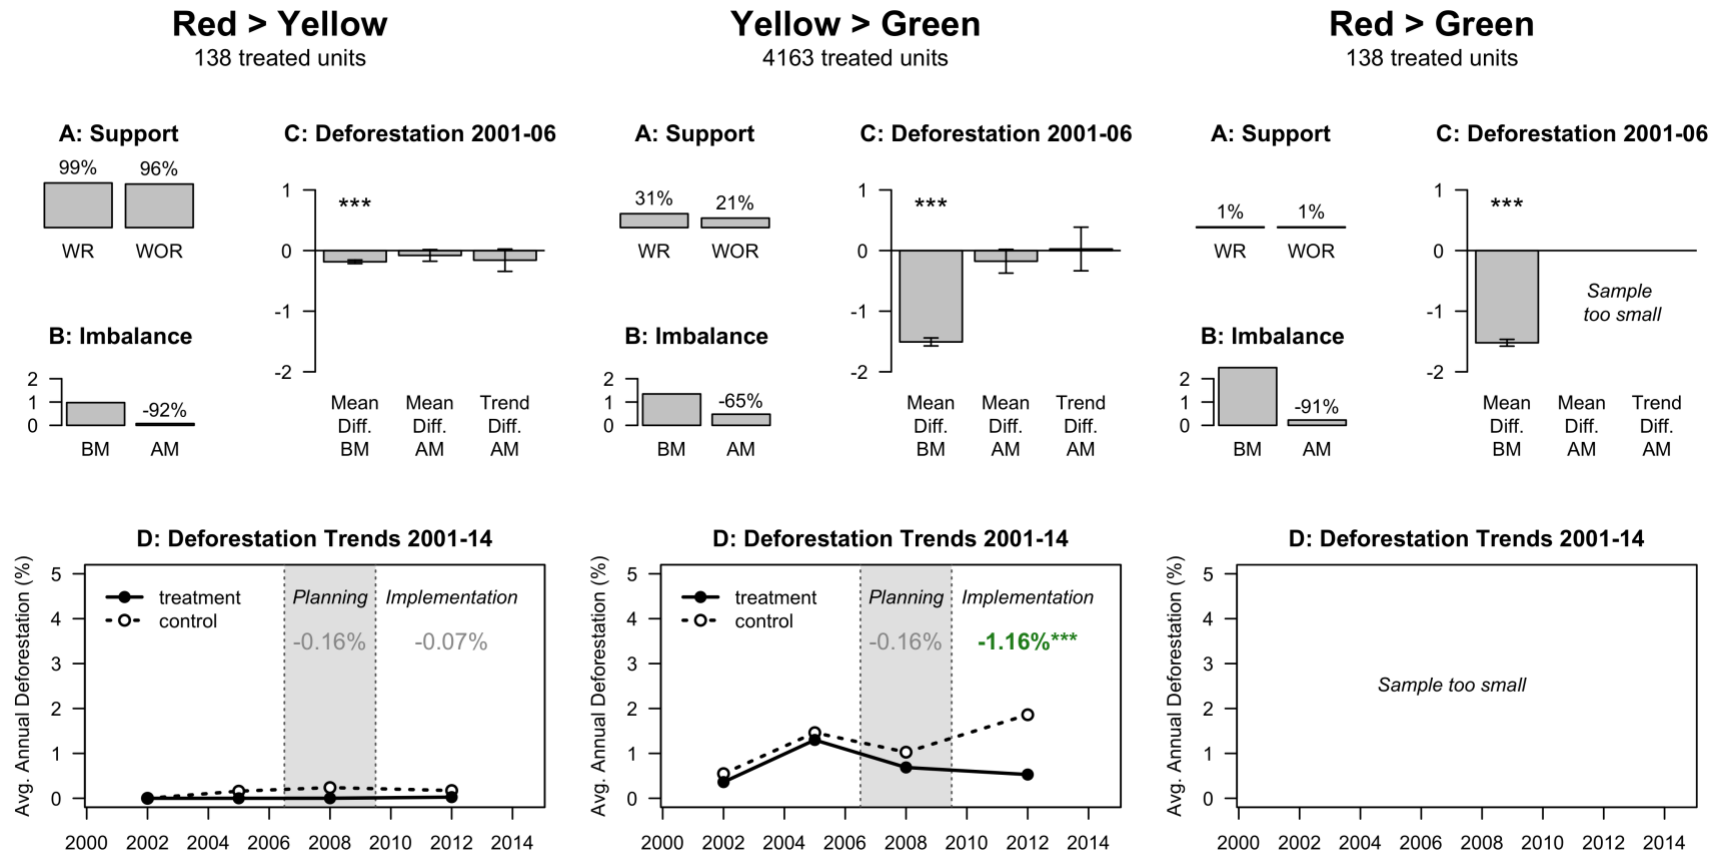 Red > Yellow
138 treated units
A: Support
99%
96%
WR
WOR
B: Imbalance
2
1
0
-92%
BM
AM
C: Deforestation 2001-06
1
0
-1
-2
***
Mean Diff. BM
Mean Diff. AM
Trend Diff. AM
D: Deforestation Trends 2001-14
Avg. Annual Deforestation (%)
5
4
3
2
1
0
treatment
control
Planning
Implementation
-0.16%
-0.07%
2000 2002 2004 2006 2008 2010 2012 2014
Yellow > Green
4163 treated units
A: Support
31%
21%
WR
WOR
B: Imbalance
2
1
0
-65%
BM
AM
C: Deforestation 2001-06
1
0
-1
-2
***
Mean Diff. BM
Mean Diff. AM
Trend Diff. AM
D: Deforestation Trends 2001-14
Avg. Annual Deforestation (%)
5
4
3
2
1
0
treatment
control
Planning
Implementation
-0.16%
-1.16%***
2000 2002 2004 2006 2008 2010 2012 2014
Red > Green
138 treated units
A: Support
1%
1%
WR
WOR
B: Imbalance
2
1
0
-91%
BM
AM
C: Deforestation 2001-06
1
0
-1
-2
***
Sample
too small
Mean Diff. BM
Mean Diff. AM
Trend Diff. AM
D: Deforestation Trends 2001-14
Avg. Annual Deforestation (%)
5
4
3
2
1
0
Sample too small
2000 2002 2004 2006 2008 2010 2012 2014